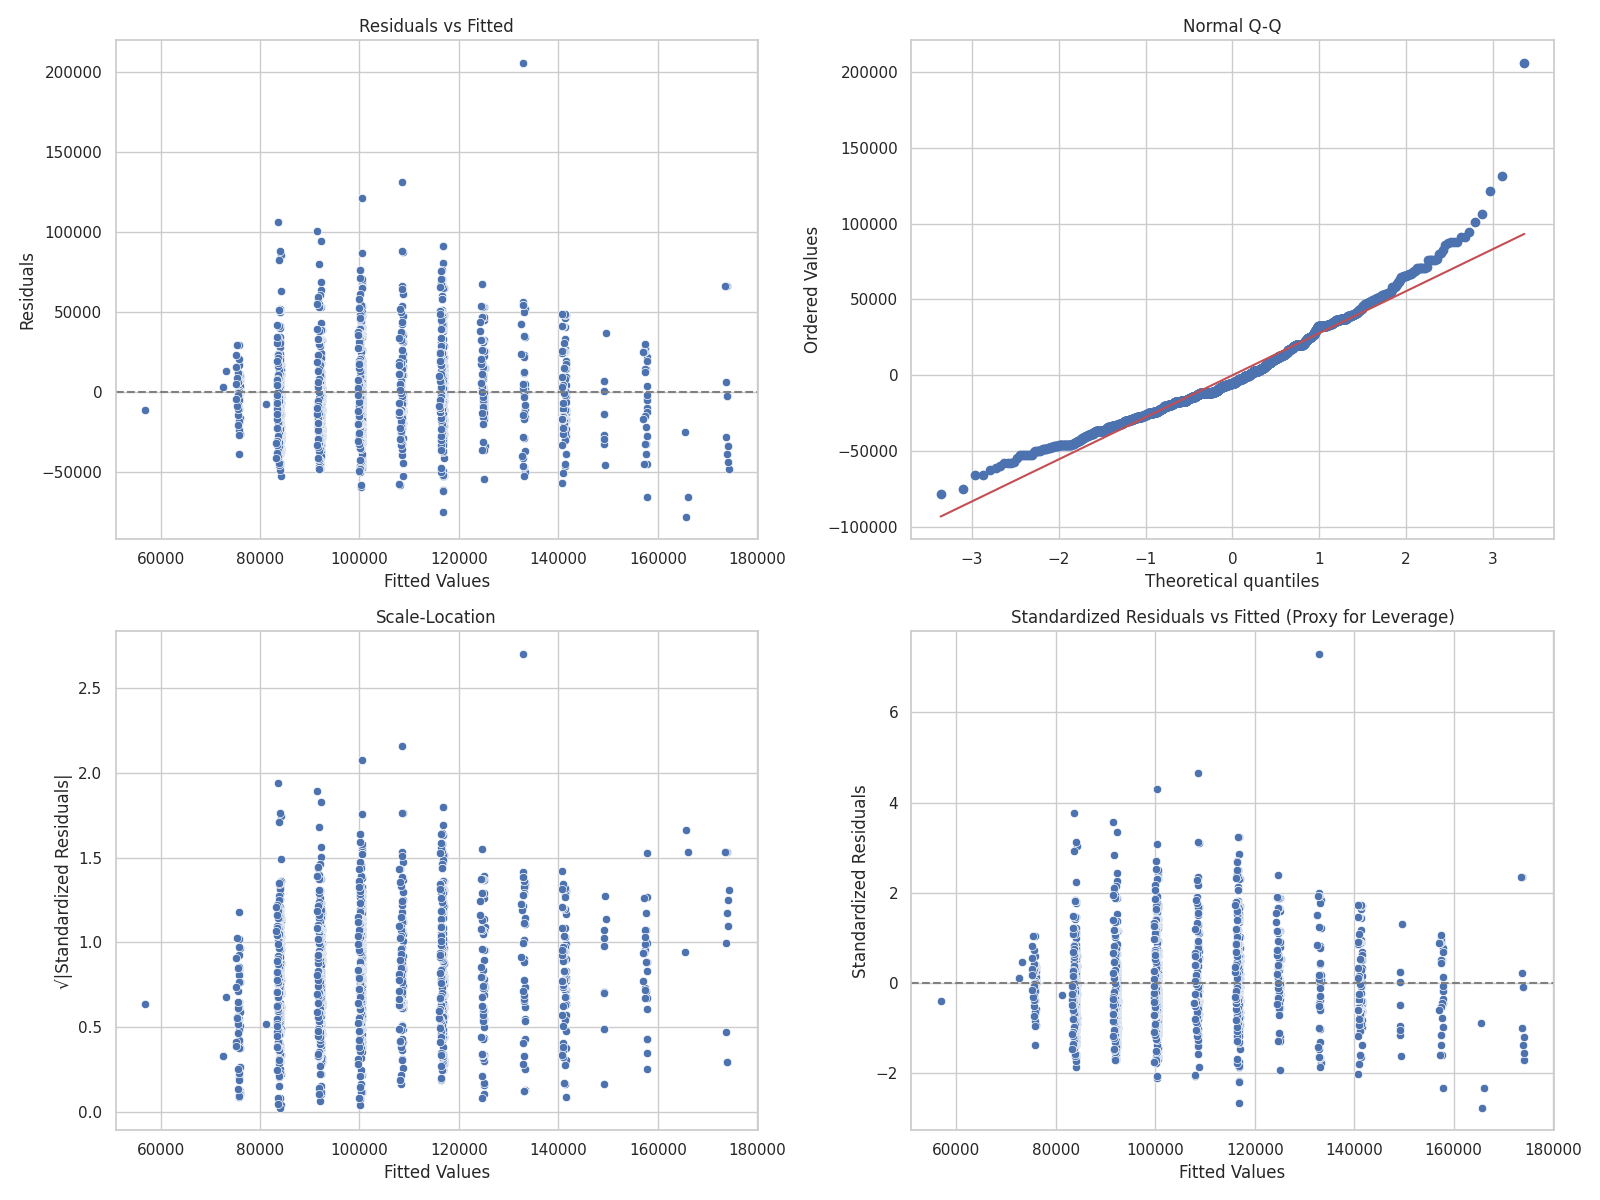 Residuals vs Fitted
Residuals
200000
150000
100000
50000
0
−50000
60000 80000 100000 120000 140000 160000 180000
Fitted Values
Normal Q-Q
Ordered Values
200000
150000
100000
50000
0
−50000
−100000
−3 −2 −1 0 1 2 3
Theoretical quantiles
Scale-Location
√|Standardized Residuals|
2.5
2.0
1.5
1.0
0.5
0.0
60000 80000 100000 120000 140000 160000 180000
Fitted Values
Standardized Residuals vs Fitted (Proxy for Leverage)
Standardized Residuals
6
4
2
0
−2
60000 80000 100000 120000 140000 160000 180000
Fitted Values